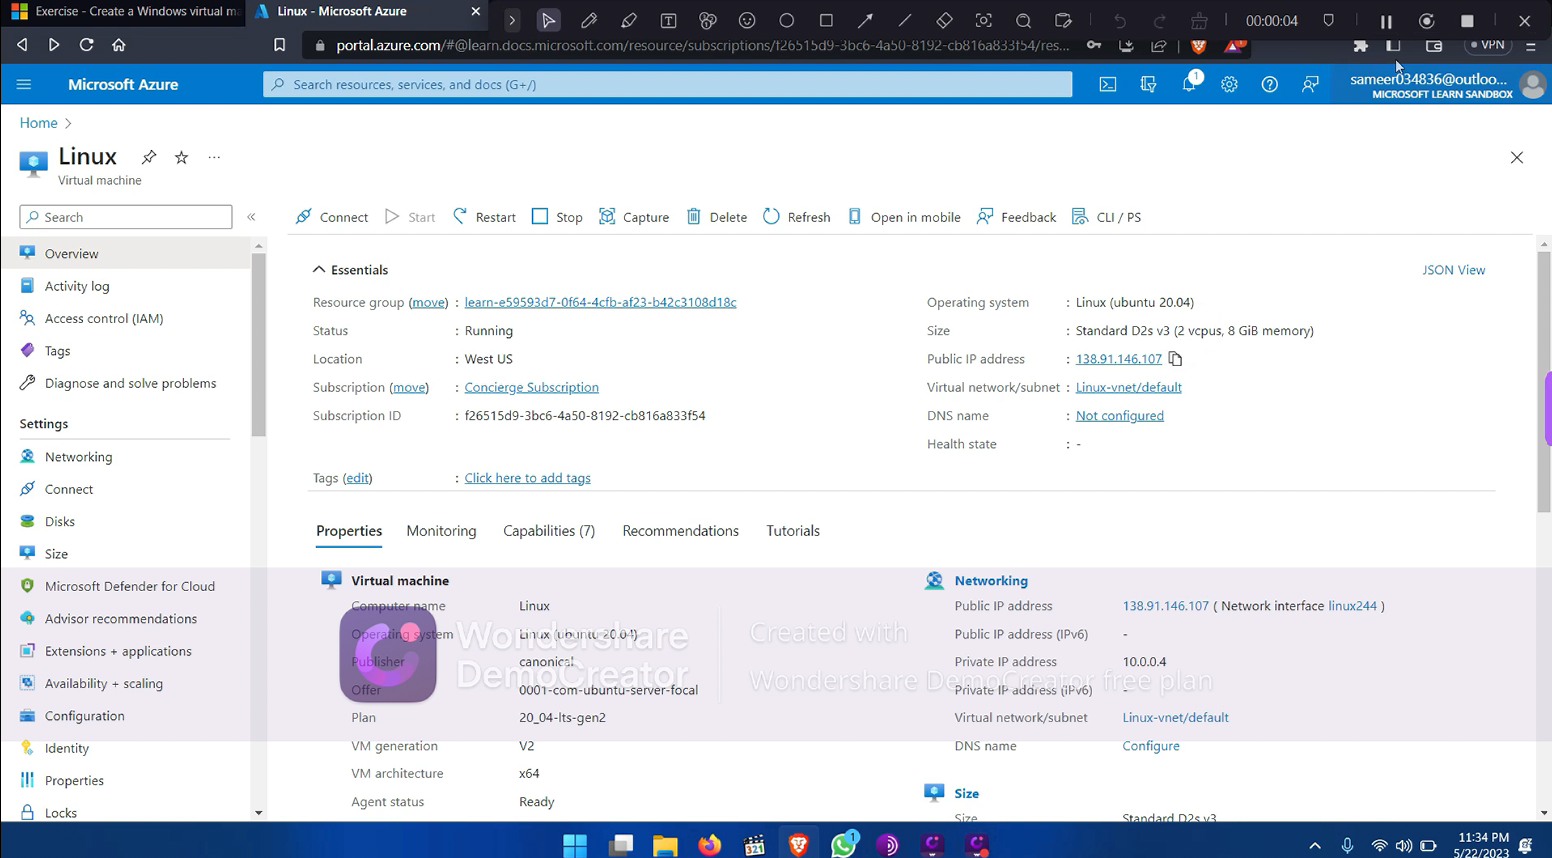 Exercise - Create a Windows virtual ma
Linux - Microsoft Azure
00:00:04
portal.azure.com/#@learn.docs.microsoft.com/resource/subscriptions/f26515d9-3bc6-4a50-8192-cb816a833f54/res...
VPN
Microsoft Azure
Search resources, services, and docs (G+/)
1
sameer034836@outloo...
MICROSOFT LEARN SANDBOX
Home
Linux
Virtual machine
Search
Connect
Start
Restart
Stop
Capture
Delete
Refresh
Open in mobile
Feedback
CLI / PS
Overview
Activity log
Access control (IAM)
Tags
Diagnose and solve problems
Settings
Networking
Connect
Disks
Size
Microsoft Defender for Cloud
Advisor recommendations
Extensions + applications
Availability + scaling
Configuration
Identity
Properties
Locks
Essentials
JSON View
Resource group (move) : learn-e59593d7-0f64-4cfb-af23-b42c3108d18c
Status : Running
Location : West US
Subscription (move) : Concierge Subscription
Subscription ID : f26515d9-3bc6-4a50-8192-cb816a833f54
Operating system : Linux (ubuntu 20.04)
Size : Standard D2s v3 (2 vcpus, 8 GiB memory)
Public IP address : 138.91.146.107
Virtual network/subnet : Linux-vnet/default
DNS name : Not configured
Health state : -
Tags (edit) : Click here to add tags
Properties
Monitoring
Capabilities (7)
Recommendations
Tutorials
Virtual machine
Computer name Linux
Operating system Linux (ubuntu 20.04)
Publisher canonical
Offer 0001-com-ubuntu-server-focal
Plan 20_04-lts-gen2
VM generation V2
VM architecture x64
Agent status Ready
Networking
Public IP address 138.91.146.107 ( Network interface linux244 )
Public IP address (IPv6) -
Private IP address 10.0.0.4
Private IP address (IPv6) -
Virtual network/subnet Linux-vnet/default
DNS name Configure
Size
Size Standard D2s v3
Wondershare
DemoCreator
Created with
Wondershare DemoCreator free plan
321
1
11:34 PM
5/22/2023